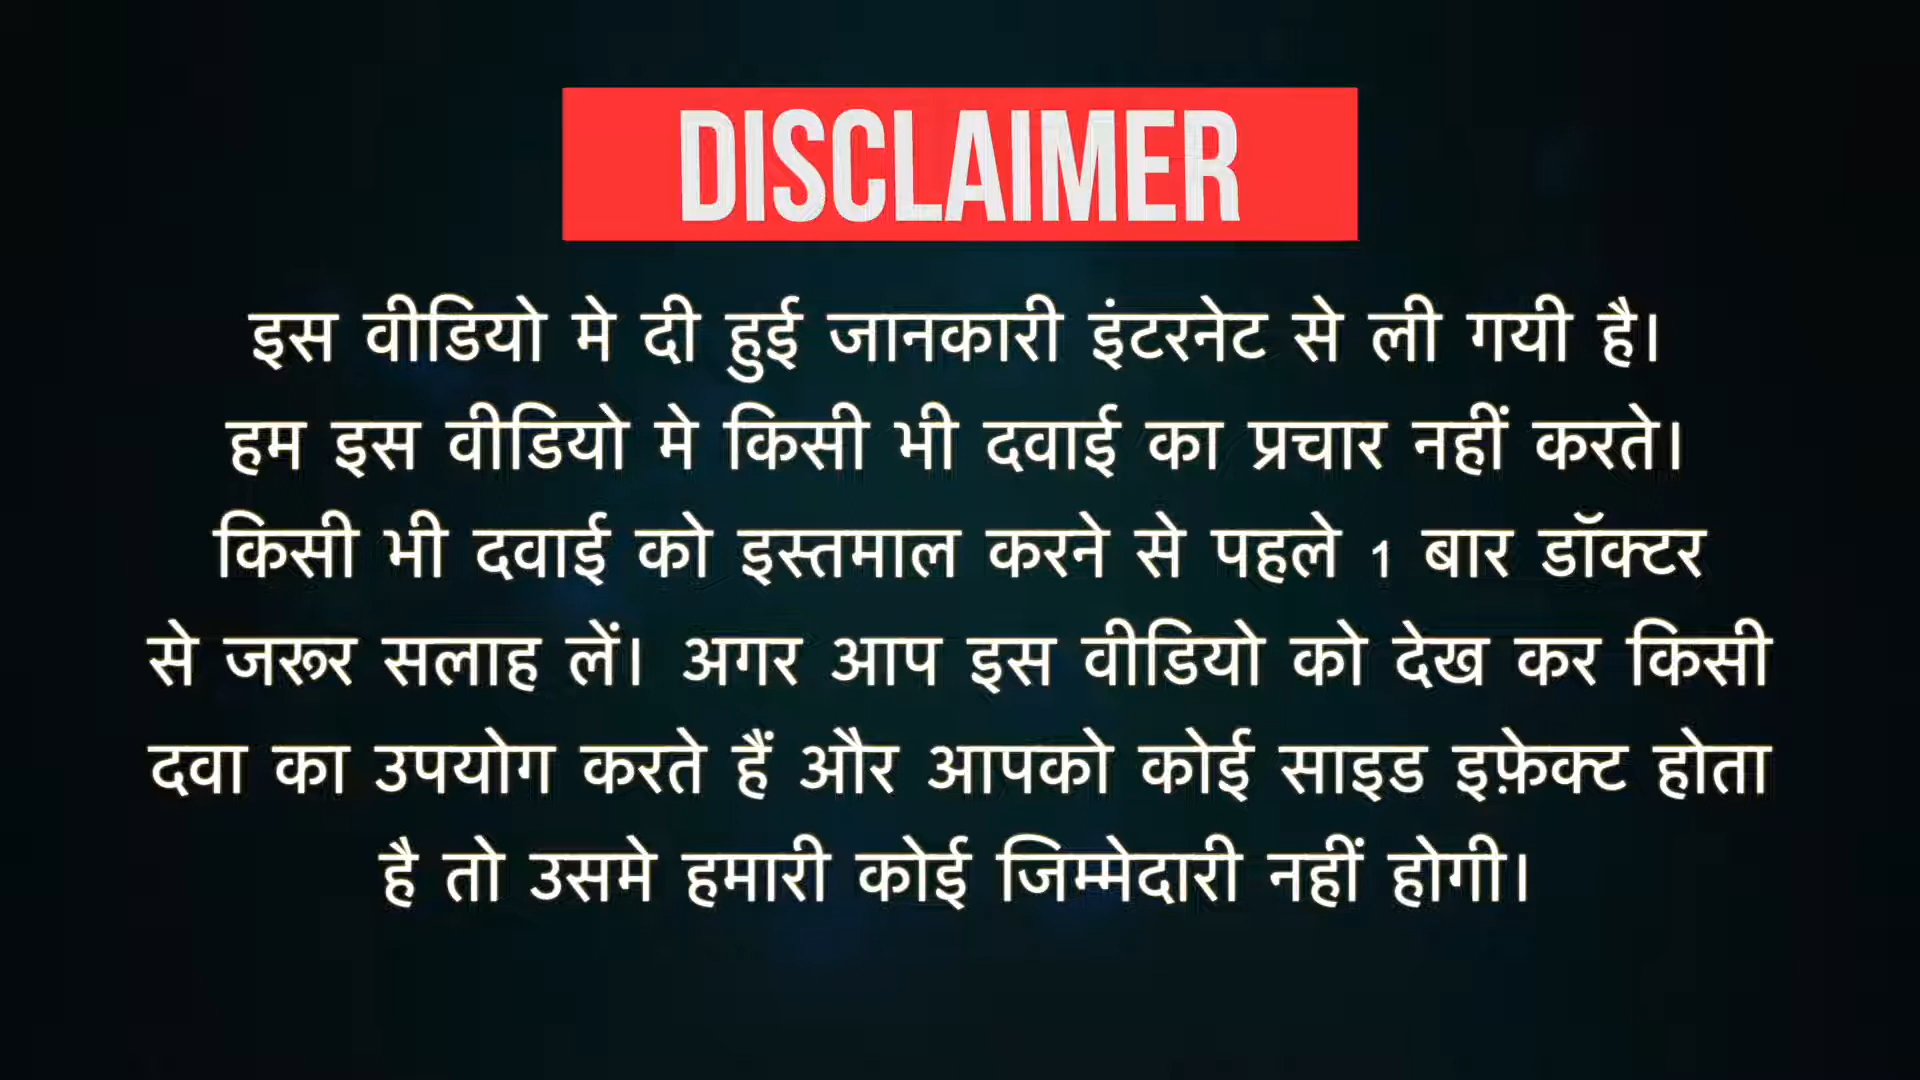 DISCLAIMER
इस वीडियो मे दी हुई जानकारी इंटरनेट से ली गयी है।
हम इस वीडियो मे किसी भी दवाई का प्रचार नहीं करते।
किसी भी दवाई को इस्तमाल करने से पहले 1 बार डॉक्टर
से जरूर सलाह लें। अगर आप इस वीडियो को देख कर किसी
दवा का उपयोग करते हैं और आपको कोई साइड इफ़ेक्ट होता
है तो उसमे हमारी कोई जिम्मेदारी नहीं होगी।